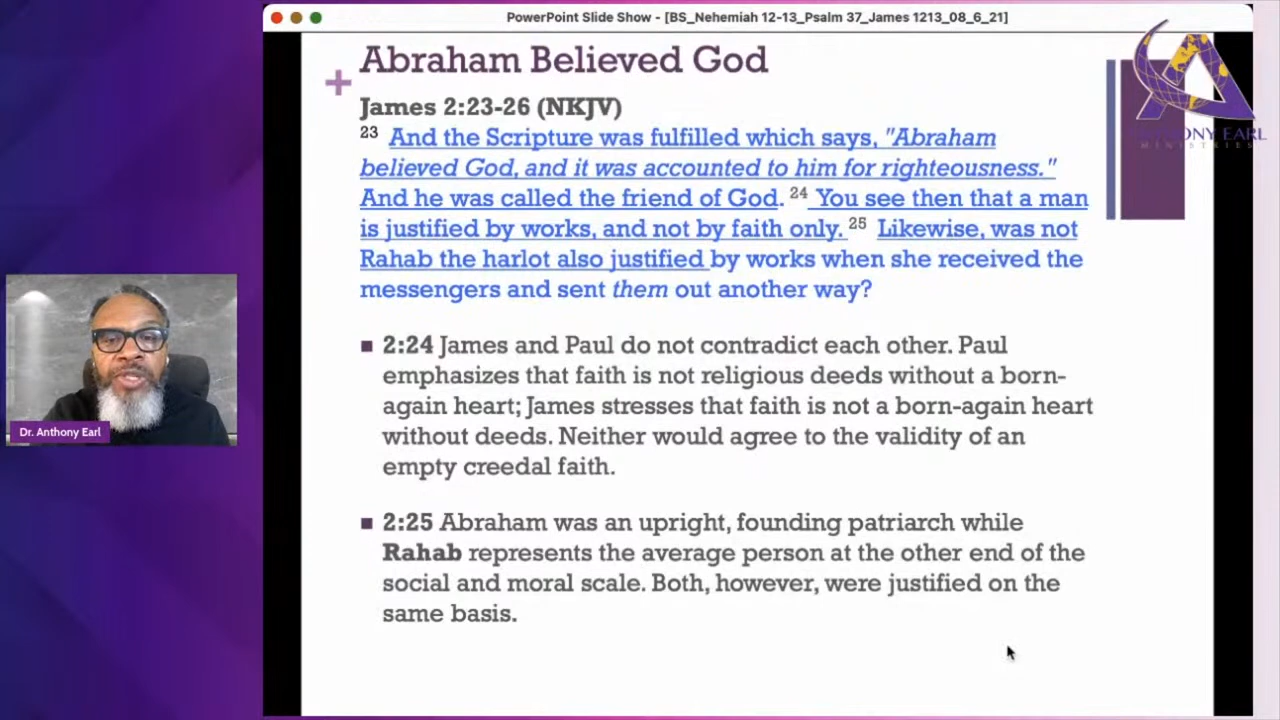 PowerPoint Slide Show - [BS_Nehemiah 12-13_Psalm 37_James 1213_08_6_21]
Abraham Believed God
James 2:23-26 (NKJV)
23 And the Scripture was fulfilled which says, "Abraham
believed God, and it was accounted to him for righteousness."
And he was called the friend of God. 24 You see then that a man
is justified by works, and not by faith only. 25 Likewise, was not
Rahab the harlot also justified by works when she received the
messengers and sent them out another way?
2:24 James and Paul do not contradict each other. Paul
emphasizes that faith is not religious deeds without a born-
again heart; James stresses that faith is not a born-again heart
without deeds. Neither would agree to the validity of an
empty creedal faith.
2:25 Abraham was an upright, founding patriarch while
Rahab represents the average person at the other end of the
social and moral scale. Both, however, were justified on the
same basis.
ANTHONY EARL
MINISTRIES
Dr. Anthony Earl